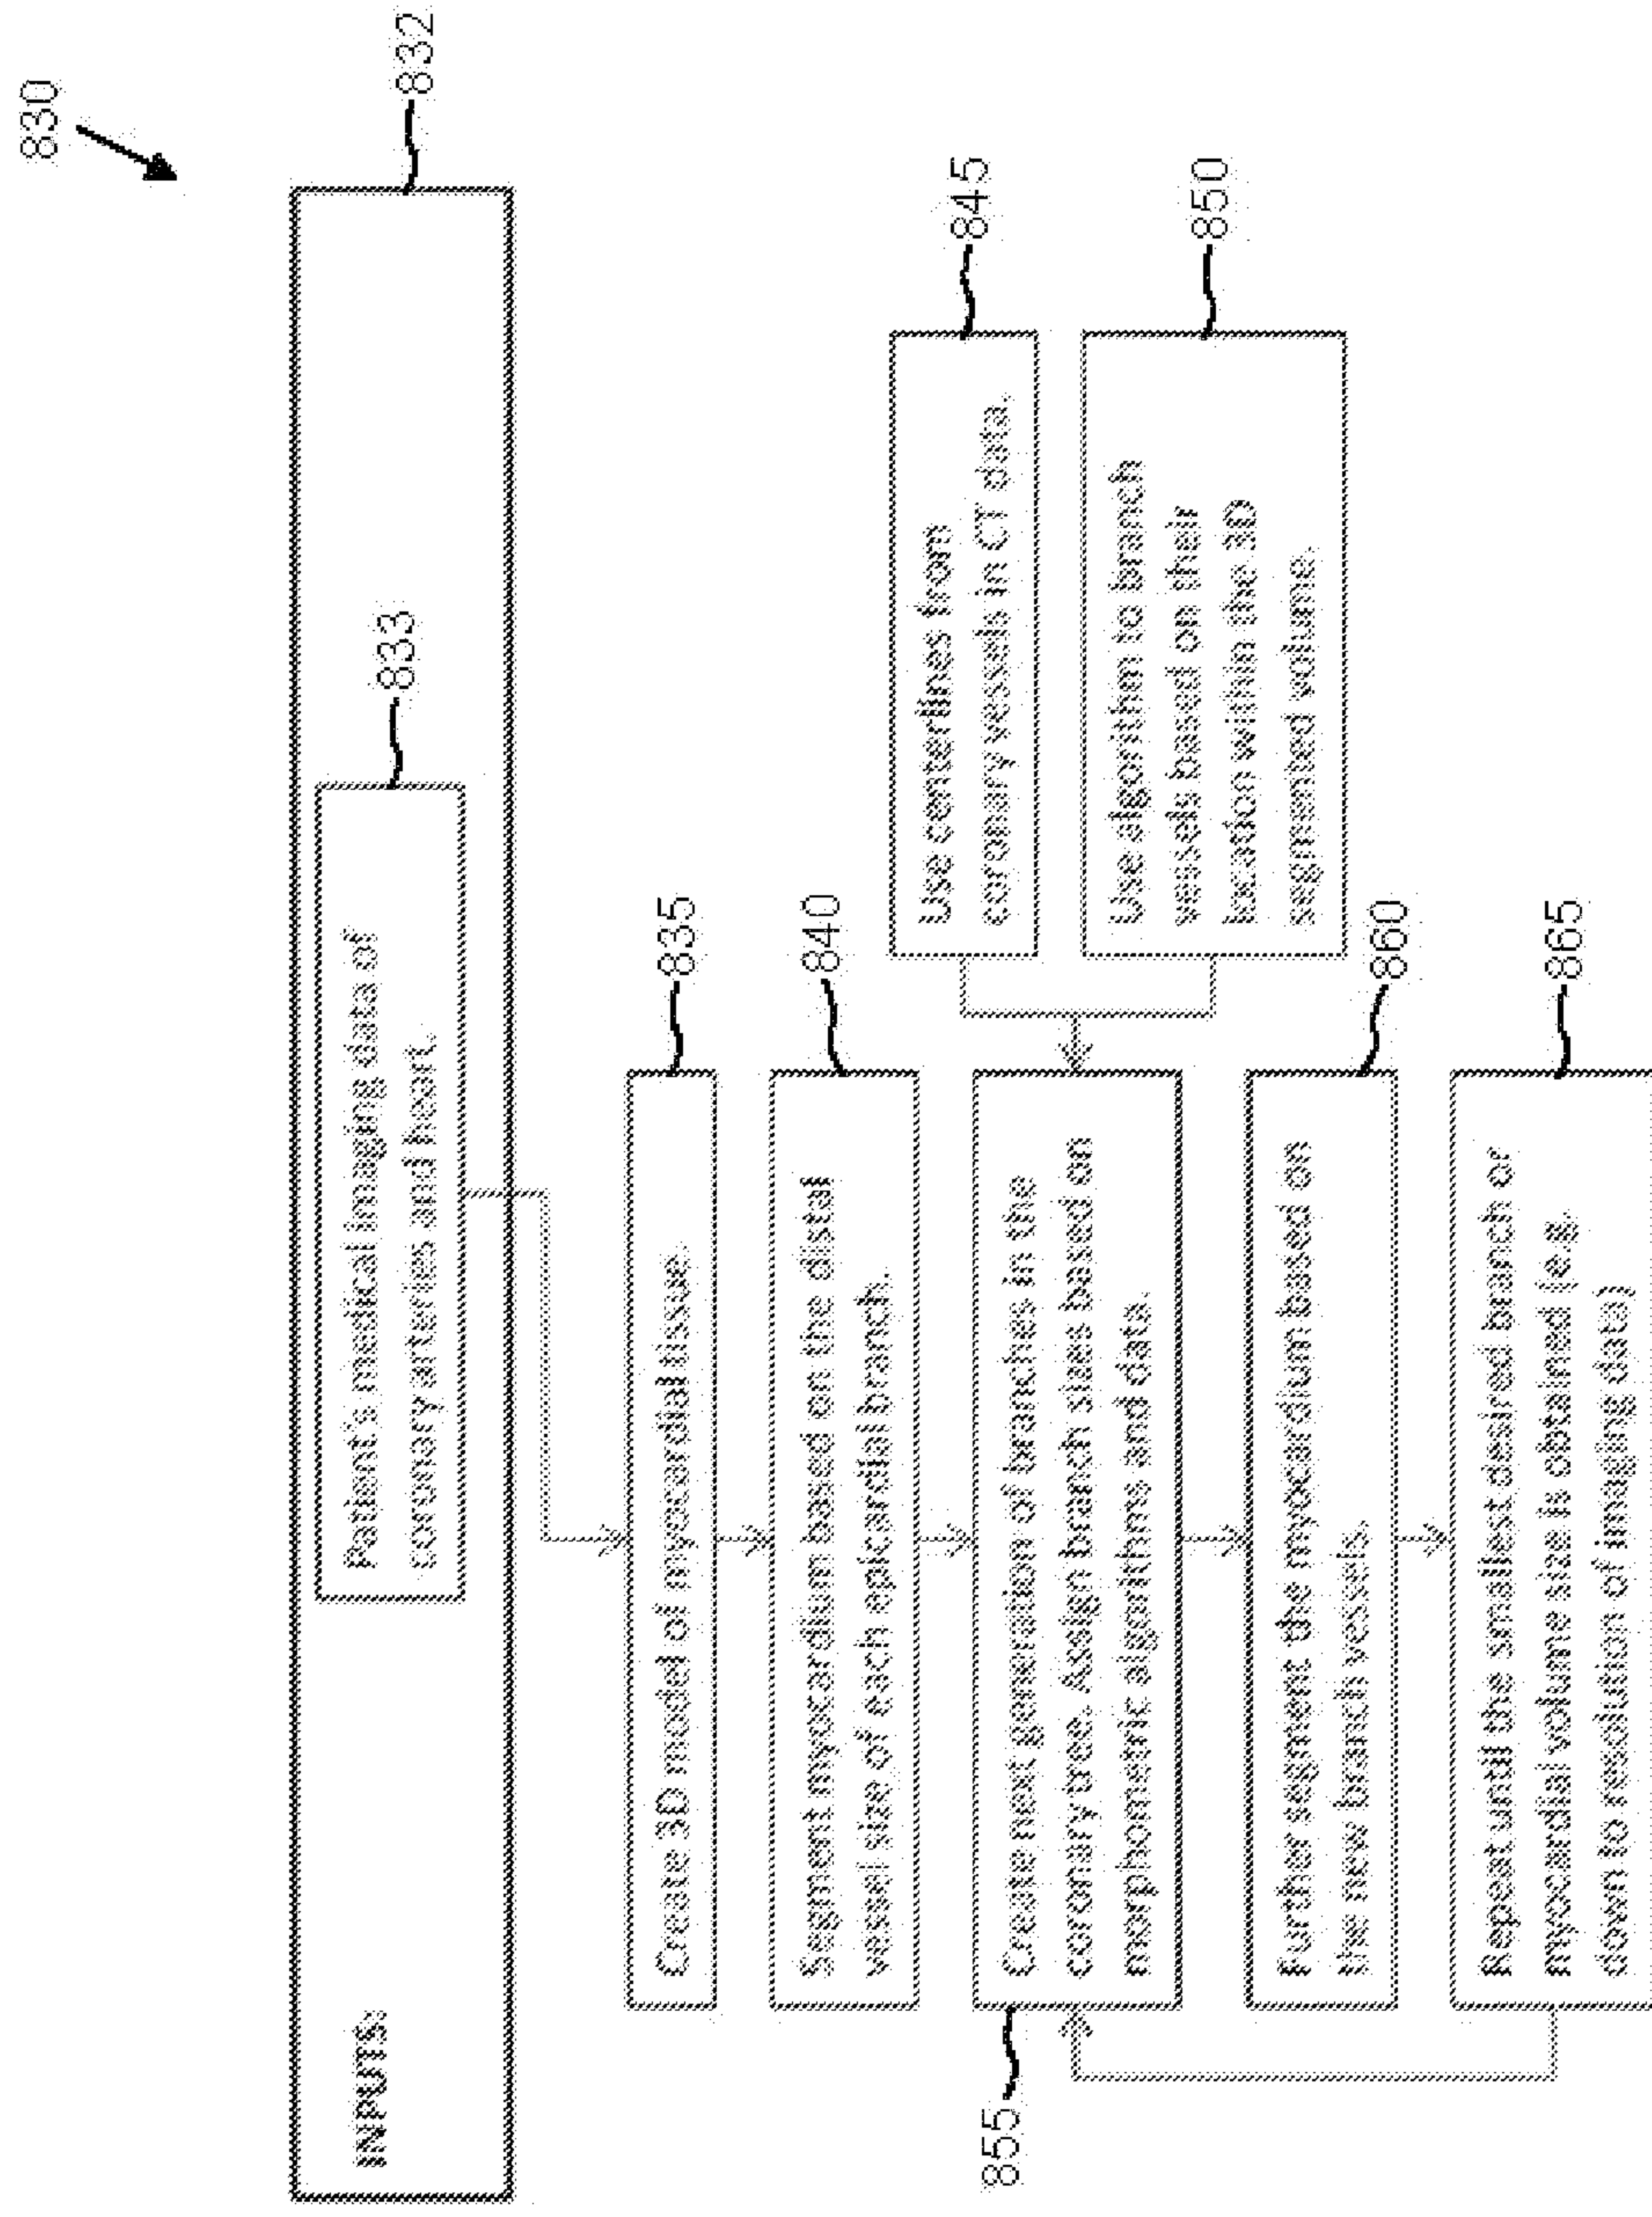 830
832
INPUTS:
833
Patient's medical imaging data of
coronary arteries and heart.
835
Create 3D model of myocardial tissue.
840
Segment myocardium based on the distal
vessel size of each epicardial branch.
845
Use centerlines from
coronary vessels in CT data.
850
Use algorithm to branch
vessels based on their
location within the 3D
segmented volume.
855
Create next generation of branches in the
coronary tree. Assign branch sizes based on
morphometric algorithms and data.
860
Further segment the myocardium based on
the new branch vessels.
865
Repeat until the smallest desired branch or
myocardial volume size is obtained (e.g.
down to resolution of imaging data)